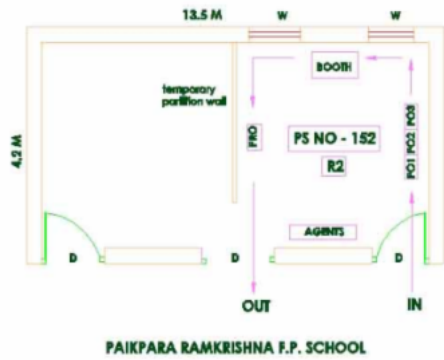 13.5 M
W
W
BOOTH
temporary
partition wall
4.2 M
PRO
PS NO - 152
PO1 PO2 PO3
R2
AGENTS
D
D
D
OUT
IN
PAIKPARA RAMKRISHNA F.P. SCHOOL